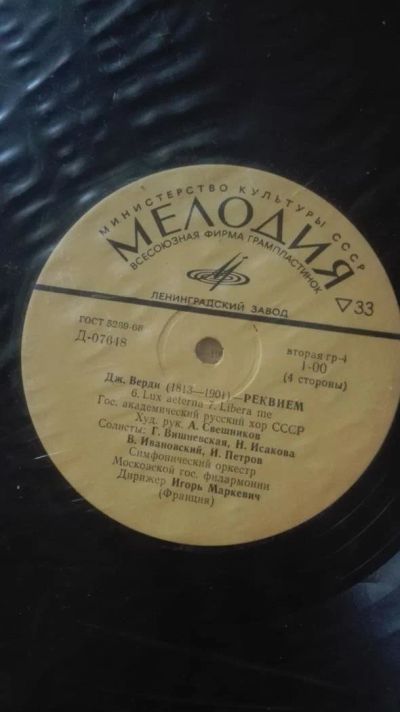 МИНИСТЕРСТВО КУЛЬТУРЫ СССР
МЕЛОДИЯ
ВСЕСОЮЗНАЯ ФИРМА ГРАМПЛАСТИНОК
ЛЕНИНГРАДСКИЙ ЗАВОД
▽33
ГОСТ 5289-68
Д-07648
вторая гр-4
1-00
(4 стороны)
Дж. Верди (1813—1901)—РЕКВИЕМ
6. Lux aeterna 7. Libera me
Гос. академический русский хор СССР
Худ. рук. А. Свешников
Солисты: Г. Вишневская, Н. Исакова
В. Ивановский, И. Петров
Симфонический оркестр
Московской гос. филармонии
Дирижер Игорь Маркевич
(Франция)